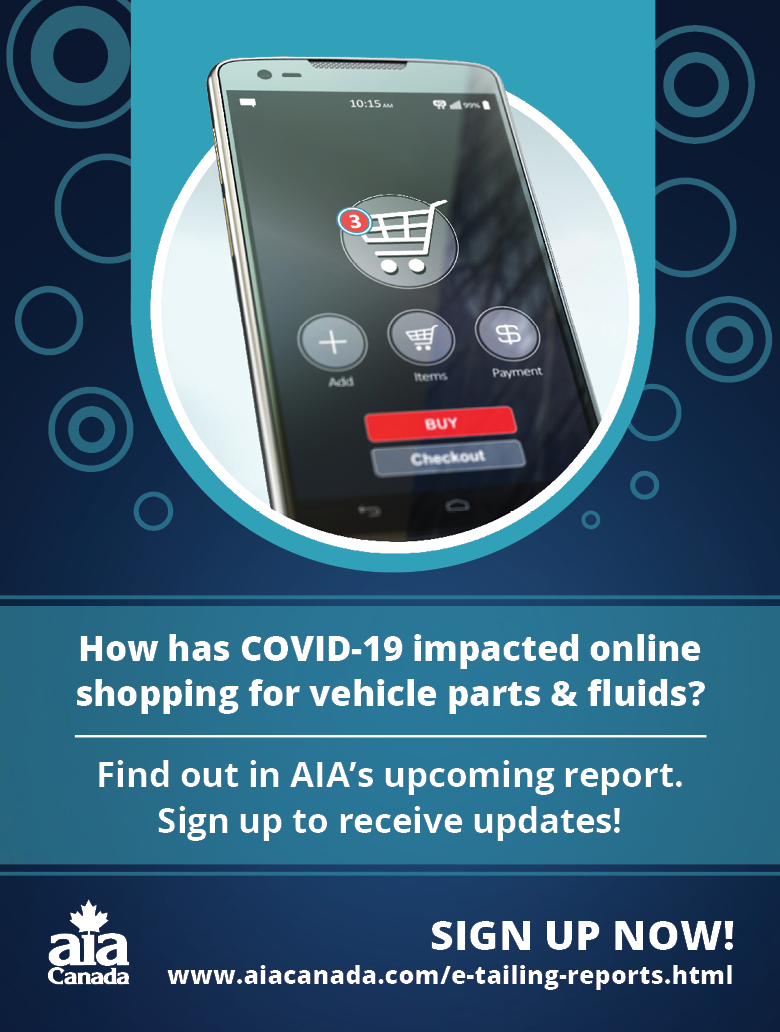 10:15 AM
99%
3
Add
Items
Payment
BUY
Checkout
How has COVID-19 impacted online
shopping for vehicle parts & fluids?
Find out in AIA’s upcoming report.
Sign up to receive updates!
aia
Canada
SIGN UP NOW!
www.aiacanada.com/e-tailing-reports.html